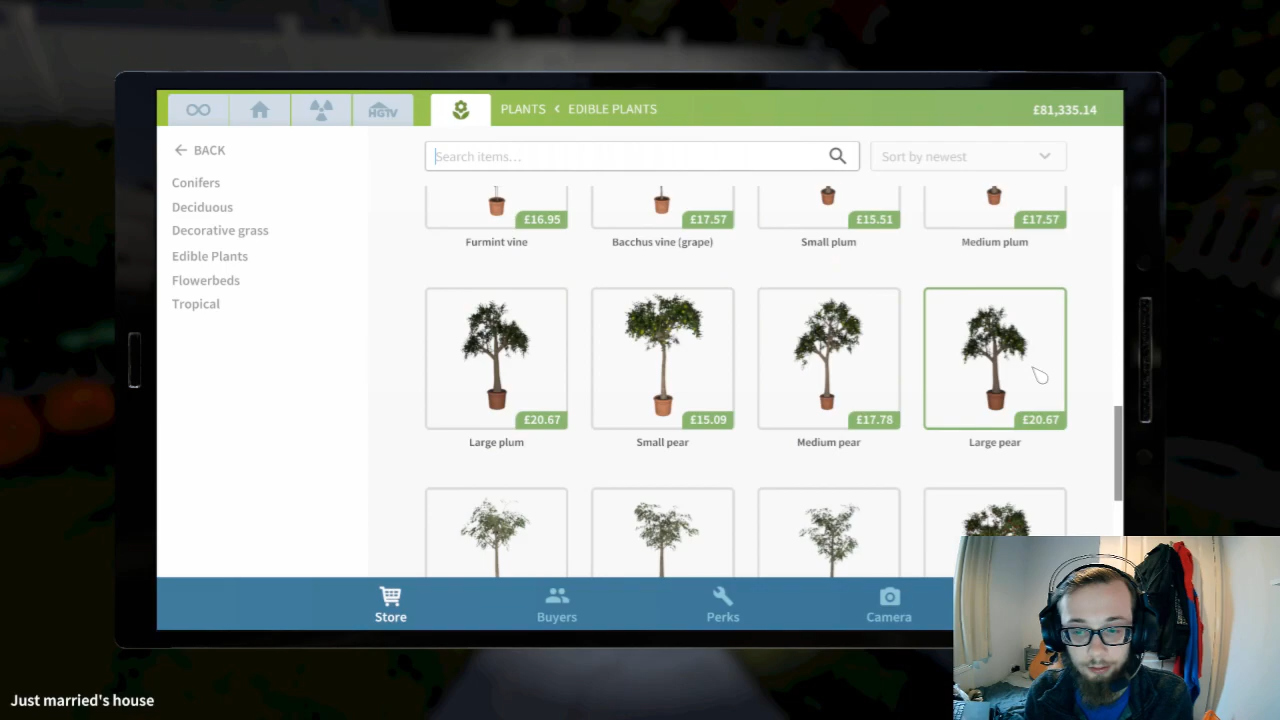 HGTV
PLANTS < EDIBLE PLANTS
£81,335.14
BACK
Search items...
Sort by newest
Conifers
Deciduous
Decorative grass
Edible Plants
Flowerbeds
Tropical
£16.95
£17.57
£15.51
£17.57
Furmint vine
Bacchus vine (grape)
Small plum
Medium plum
£20.67
£15.09
£17.78
£20.67
Large plum
Small pear
Medium pear
Large pear
Store
Buyers
Perks
Camera
Just married's house